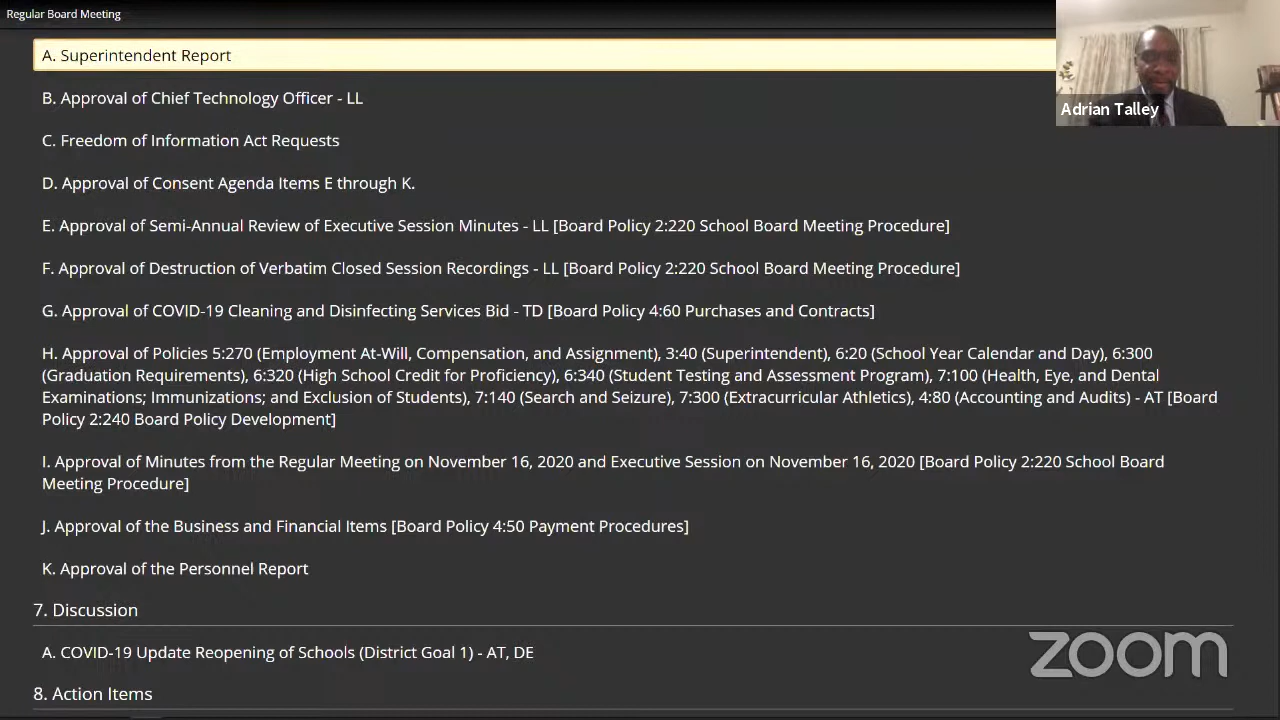 Regular Board Meeting
A. Superintendent Report
Adrian Talley
B. Approval of Chief Technology Officer - LL
C. Freedom of Information Act Requests
D. Approval of Consent Agenda Items E through K.
E. Approval of Semi-Annual Review of Executive Session Minutes - LL [Board Policy 2:220 School Board Meeting Procedure]
F. Approval of Destruction of Verbatim Closed Session Recordings - LL [Board Policy 2:220 School Board Meeting Procedure]
G. Approval of COVID-19 Cleaning and Disinfecting Services Bid - TD [Board Policy 4:60 Purchases and Contracts]
H. Approval of Policies 5:270 (Employment At-Will, Compensation, and Assignment), 3:40 (Superintendent), 6:20 (School Year Calendar and Day), 6:300
(Graduation Requirements), 6:320 (High School Credit for Proficiency), 6:340 (Student Testing and Assessment Program), 7:100 (Health, Eye, and Dental
Examinations; Immunizations; and Exclusion of Students), 7:140 (Search and Seizure), 7:300 (Extracurricular Athletics), 4:80 (Accounting and Audits) - AT [Board
Policy 2:240 Board Policy Development]
I. Approval of Minutes from the Regular Meeting on November 16, 2020 and Executive Session on November 16, 2020 [Board Policy 2:220 School Board
Meeting Procedure]
J. Approval of the Business and Financial Items [Board Policy 4:50 Payment Procedures]
K. Approval of the Personnel Report
7. Discussion
A. COVID-19 Update Reopening of Schools (District Goal 1) - AT, DE
zoom
8. Action Items